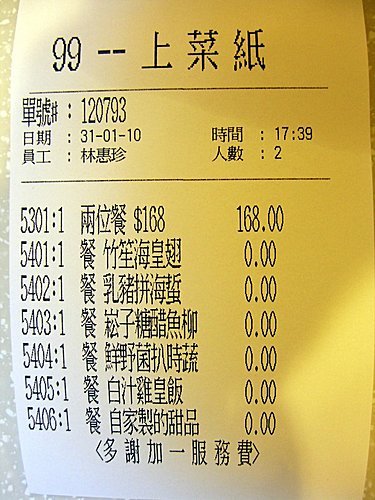 99 -- 上菜紙
單號# : 120793
日期 : 31-01-10 時間 : 17:39
員工 : 林惠珍 人數 : 2
5301:1 兩位餐 $168 168.00
5401:1 餐 竹笙海皇翅 0.00
5402:1 餐 乳豬拼海蜇 0.00
5403:1 餐 崧子糖醋魚柳 0.00
5404:1 餐 鮮野菌扒時蔬 0.00
5405:1 餐 白汁雞皇飯 0.00
5406:1 餐 自家製的甜品 0.00
〈多謝加一服務費〉